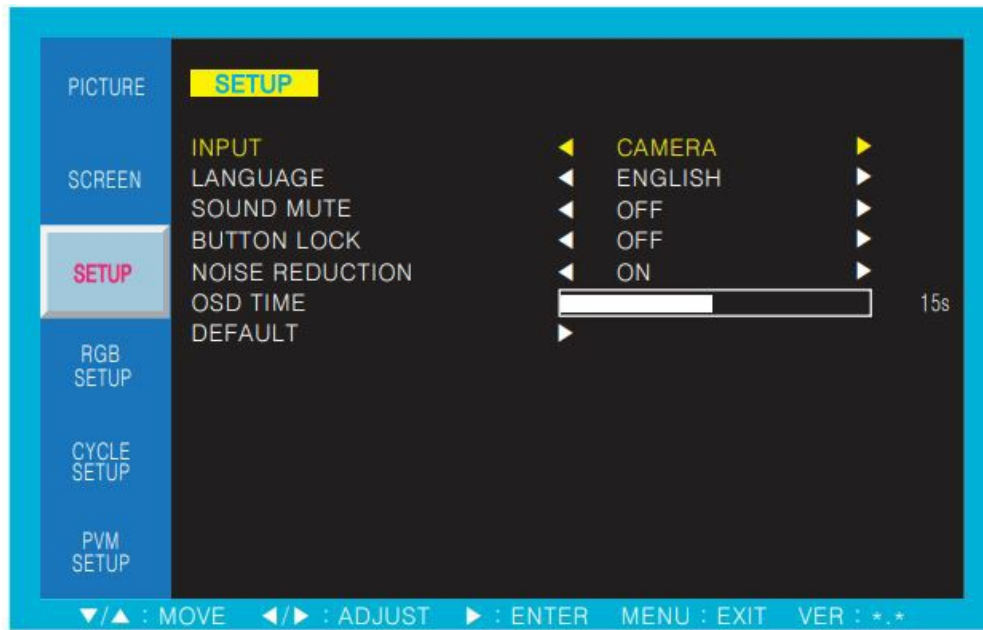 PICTURE
SCREEN
SETUP
RGB
SETUP
CYCLE
SETUP
PVM
SETUP
SETUP
INPUT ◀ CAMERA ▶
LANGUAGE ◀ ENGLISH ▶
SOUND MUTE ◀ OFF ▶
BUTTON LOCK ◀ OFF ▶
NOISE REDUCTION ◀ ON ▶
OSD TIME 15s
DEFAULT ▶
▼/▲ : MOVE ◀/▶ : ADJUST ▶ : ENTER MENU : EXIT VER : *.*